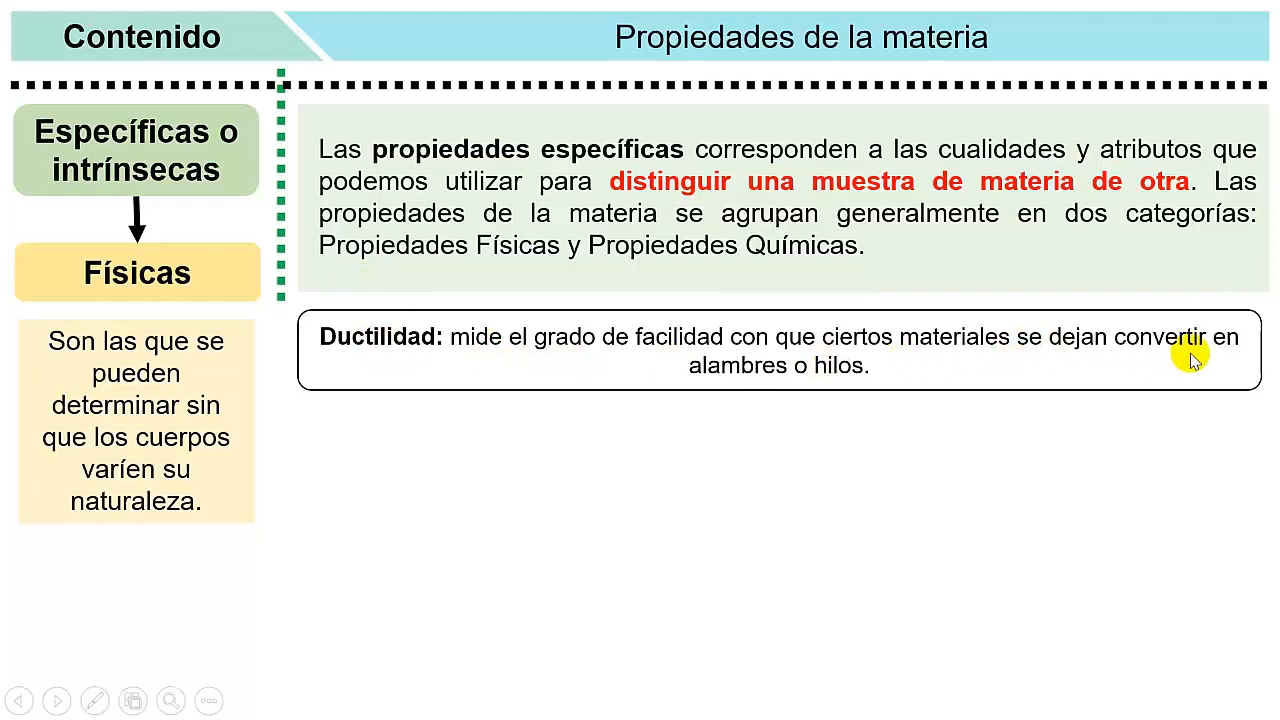 Contenido
Propiedades de la materia
Específicas o
intrínsecas
Físicas
Son las que se
pueden
determinar sin
que los cuerpos
varíen su
naturaleza.
Las propiedades específicas corresponden a las cualidades y atributos que
podemos utilizar para distinguir una muestra de materia de otra. Las
propiedades de la materia se agrupan generalmente en dos categorías:
Propiedades Físicas y Propiedades Químicas.
Ductilidad: mide el grado de facilidad con que ciertos materiales se dejan convertir en
alambres o hilos.